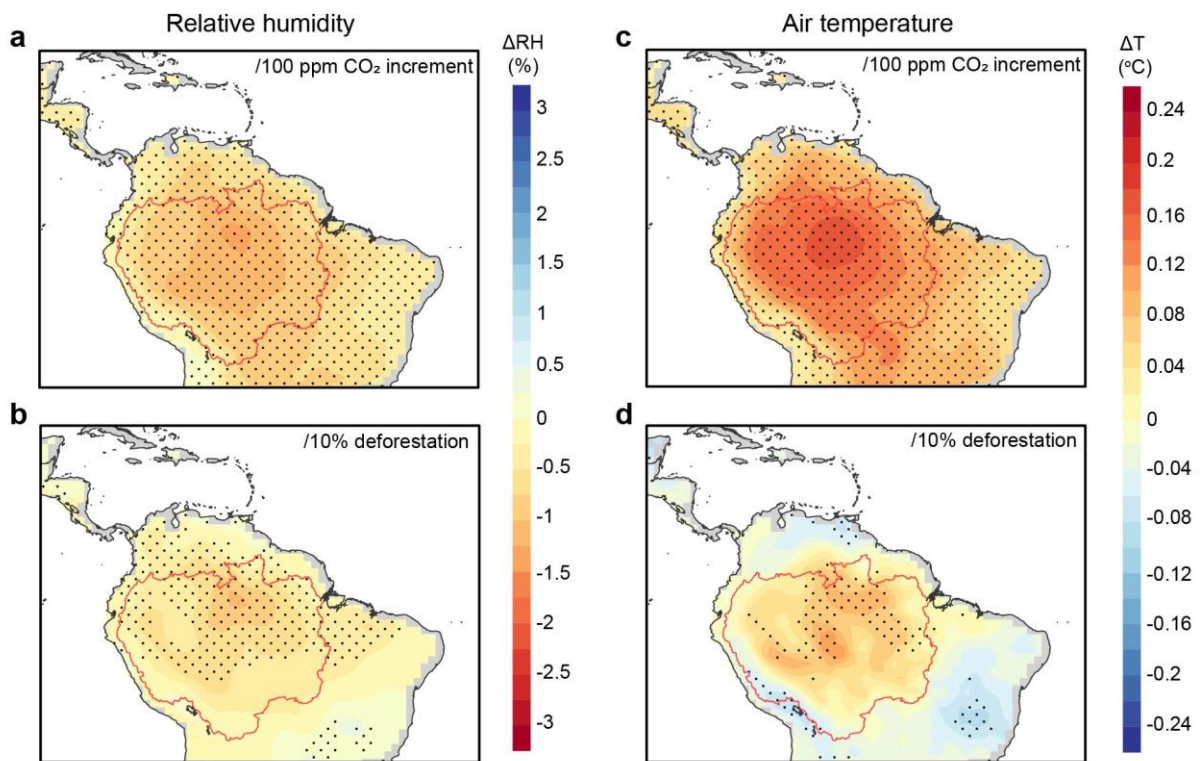 Relative humidity
Air temperature
a
/100 ppm CO₂ increment
ΔRH
(%)
3
2.5
2
1.5
1
0.5
0
-0.5
-1
-1.5
-2
-2.5
-3
b
/10% deforestation
c
/100 ppm CO₂ increment
ΔT
(°C)
0.24
0.2
0.16
0.12
0.08
0.04
0
-0.04
-0.08
-0.12
-0.16
-0.2
-0.24
d
/10% deforestation